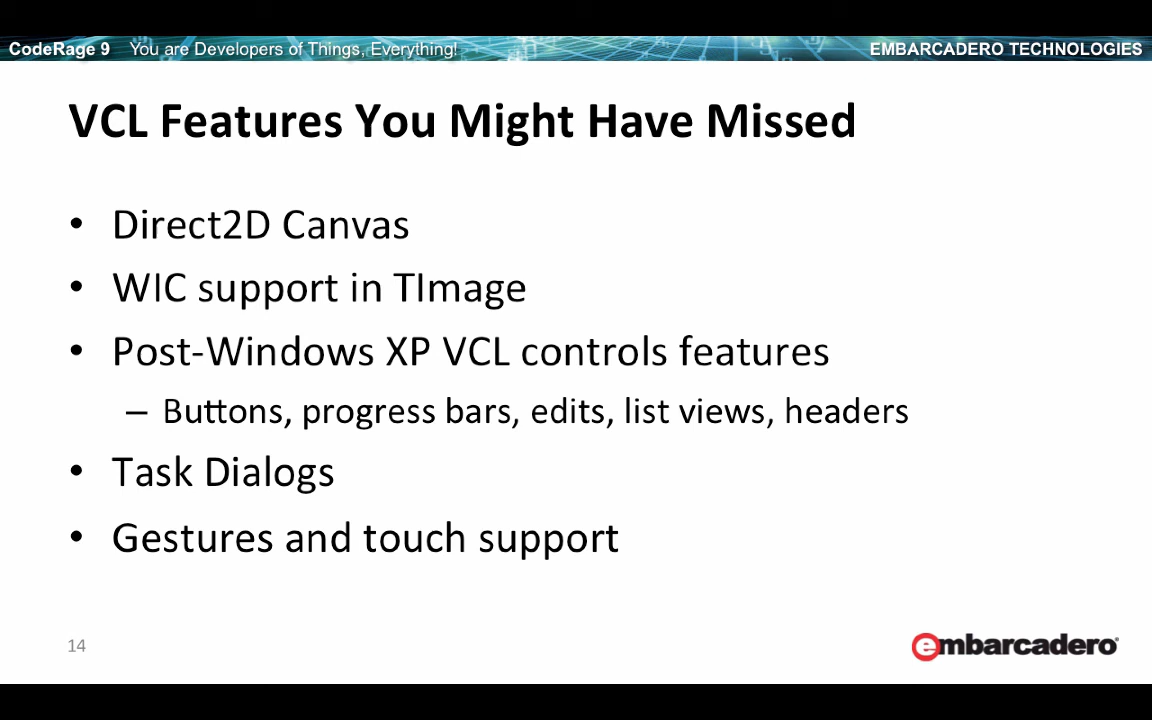 CodeRage 9 You are Developers of Things, Everything! EMBARCADERO TECHNOLOGIES
VCL Features You Might Have Missed
• Direct2D Canvas
• WIC support in TImage
• Post-Windows XP VCL controls features
– Buttons, progress bars, edits, list views, headers
• Task Dialogs
• Gestures and touch support
14
embarcadero®